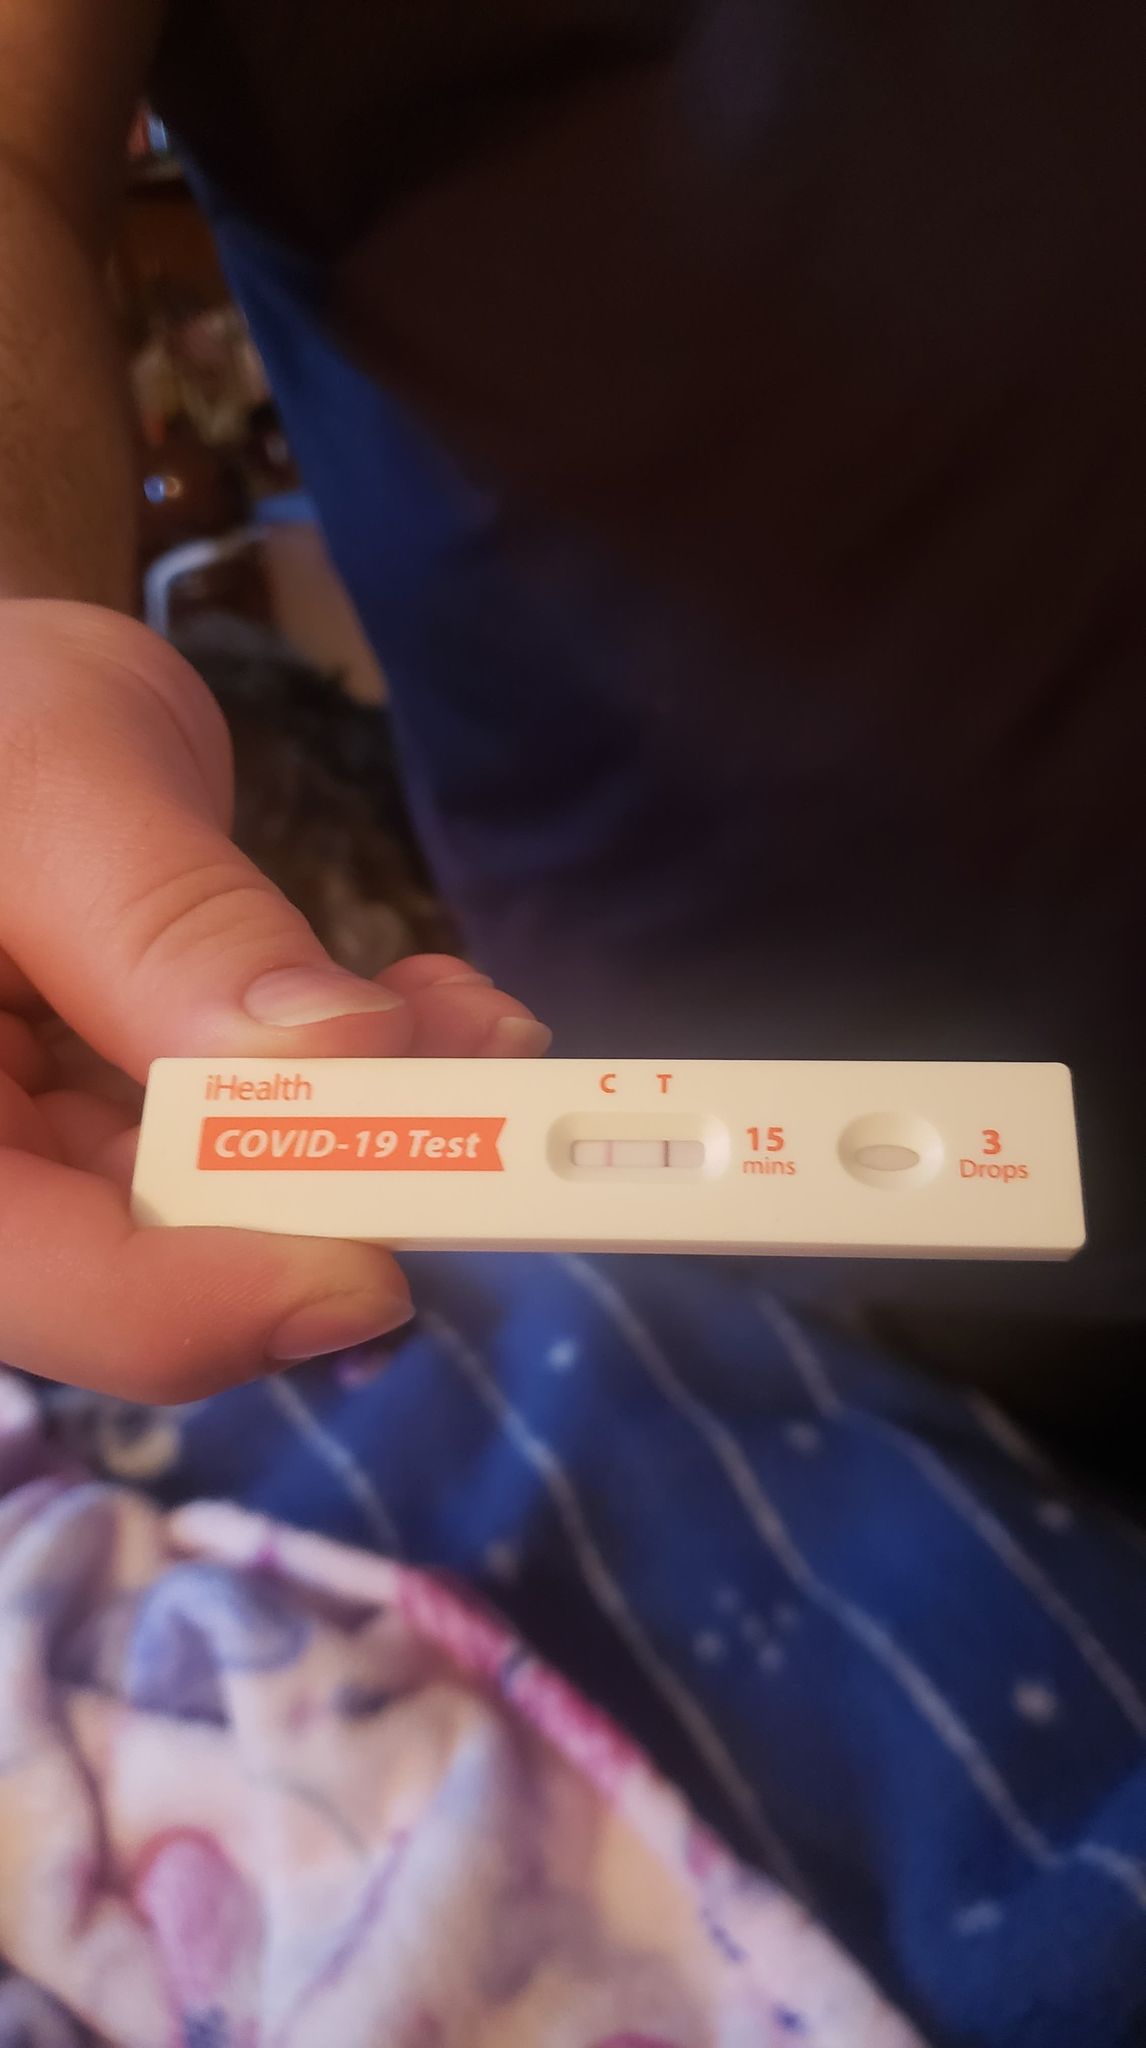 iHealth
COVID-19 Test
C T
15
mins
3
Drops